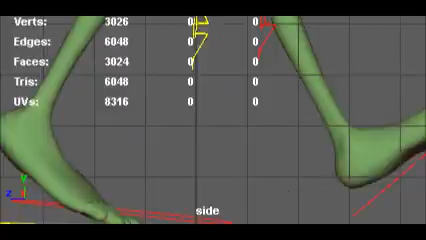 Verts: 3026 0 0
Edges: 6048 0 0
Faces: 3024 0 0
Tris: 6048 0 0
UVs: 8316 0 0
y
z
side